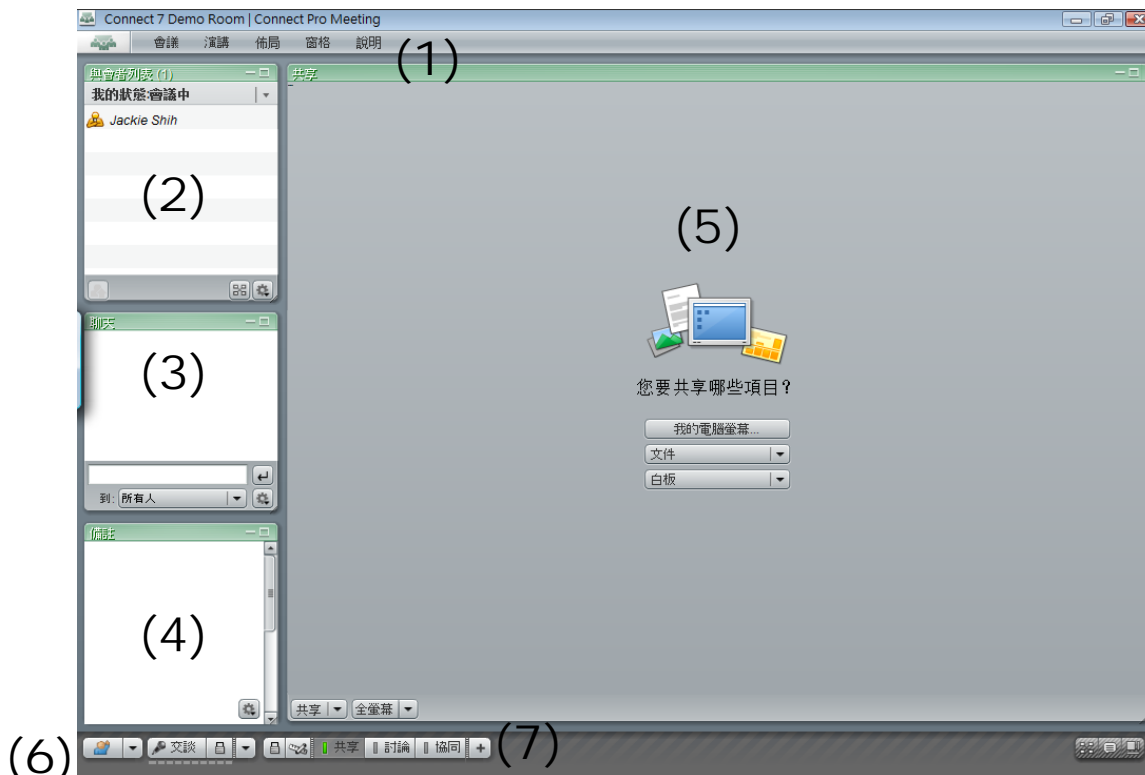 Connect 7 Demo Room | Connect Pro Meeting
會議 演講 佈局 窗格 說明
(1)
與會者列表 (1)
共享
我的狀態:會議中
Jackie Shih
(2)
(5)
聊天
(3)
您要共享哪些項目?
我的電腦螢幕...
文件
白板
到: 所有人
備註
(4)
共享 全螢幕
(6)
交談
共享 討論 協同 +
(7)